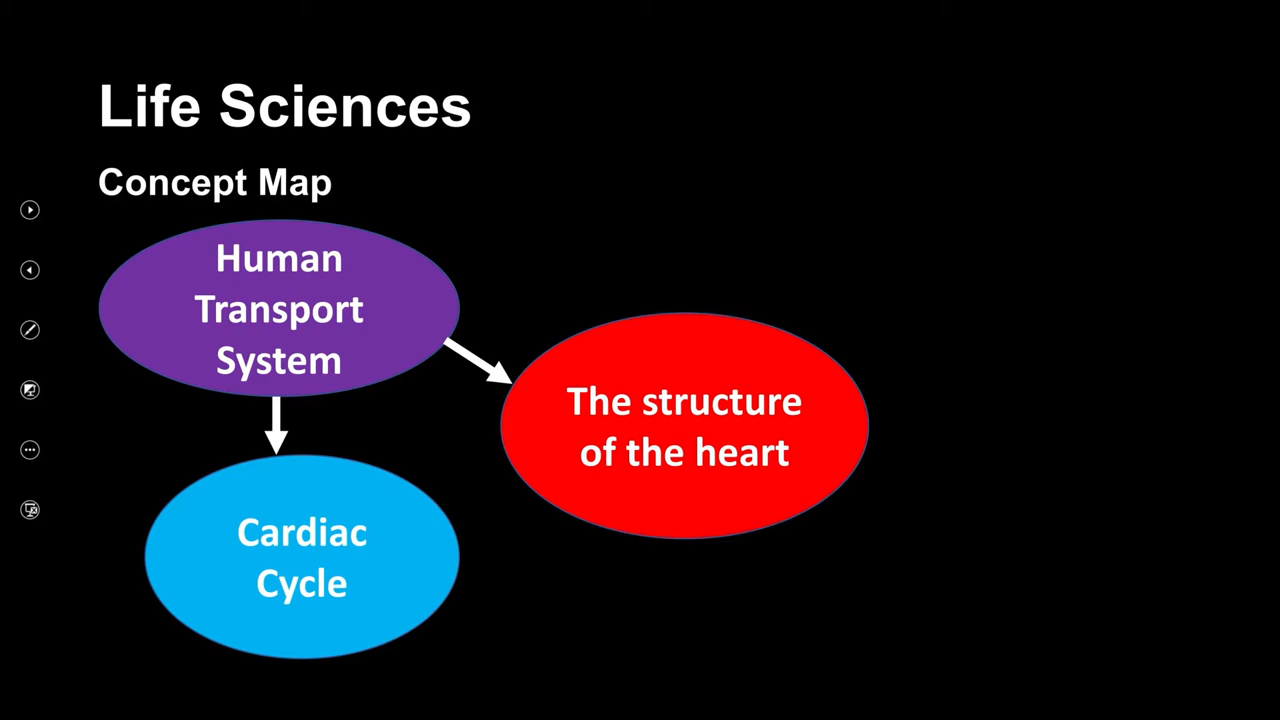 Life Sciences
Concept Map
Human
Transport
System
The structure
of the heart
Cardiac
Cycle